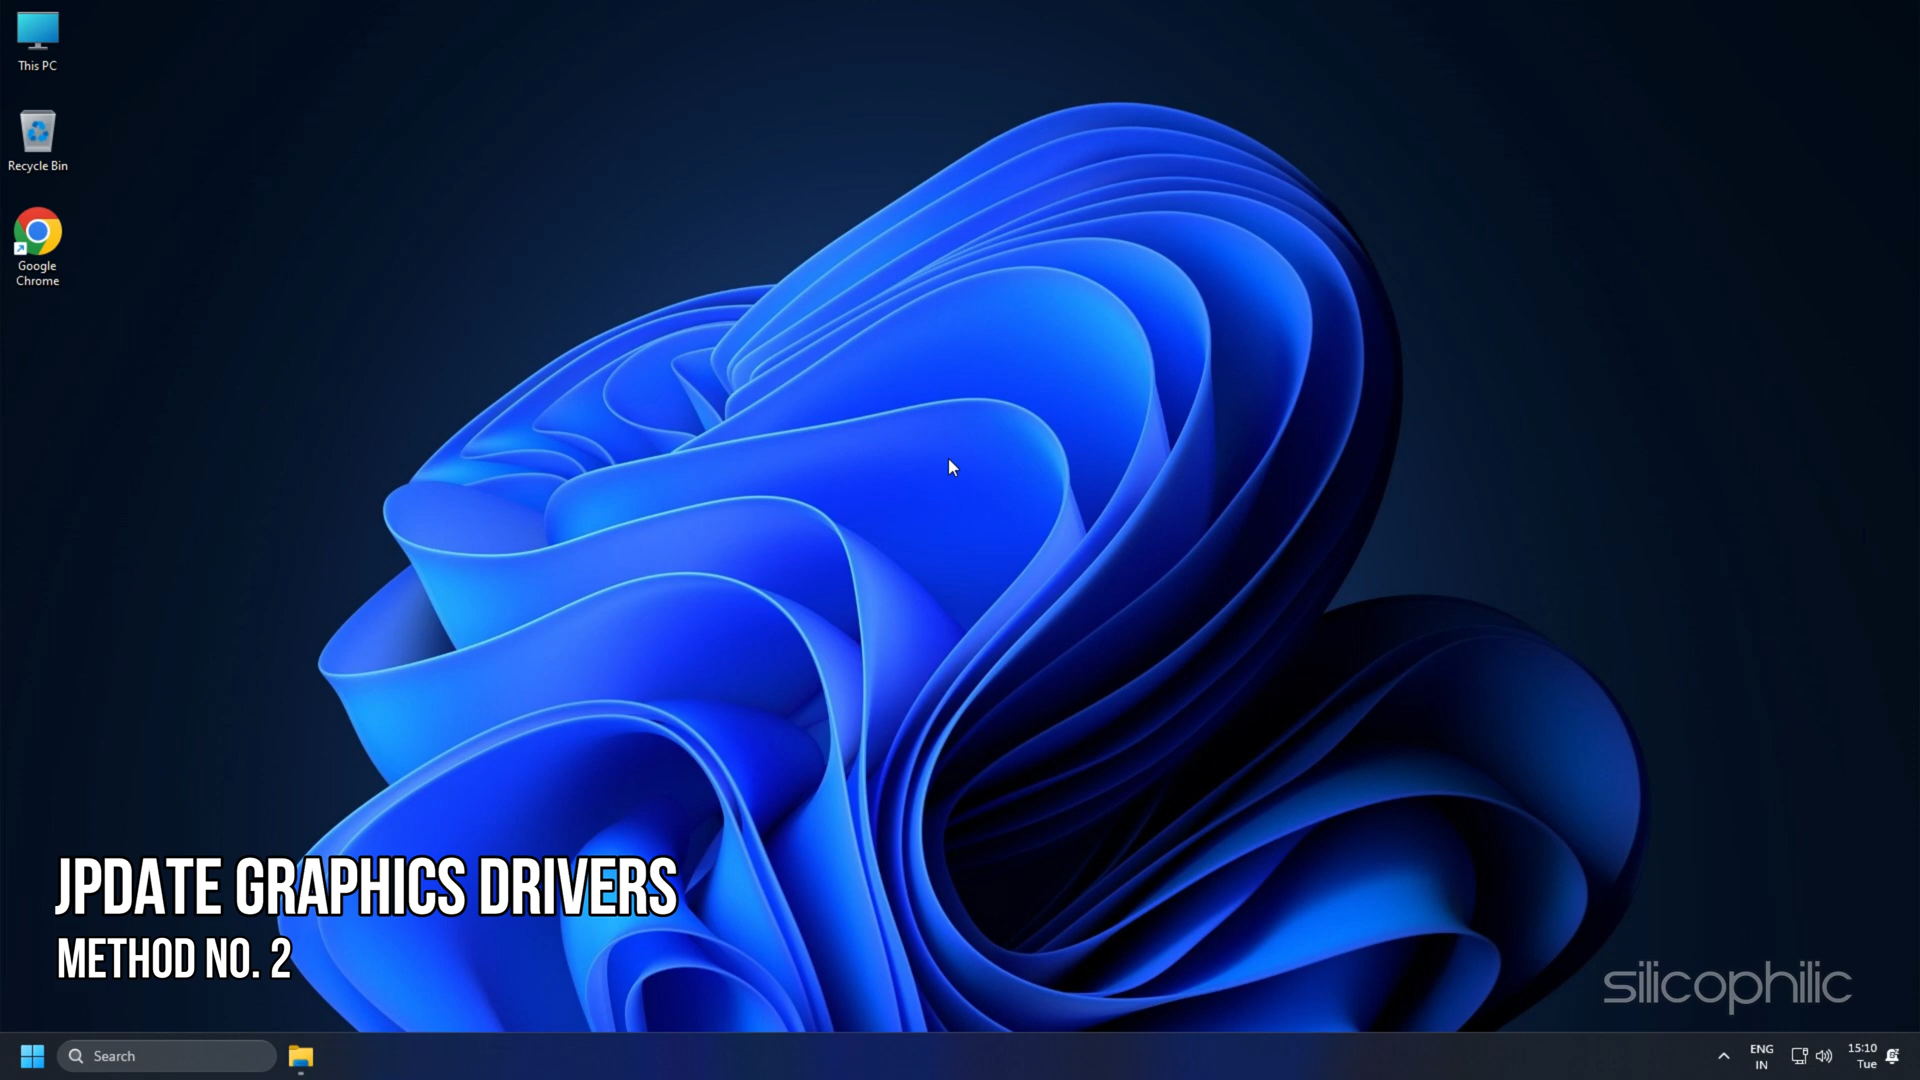 This PC
Recycle Bin
Google
Chrome
JPDATE GRAPHICS DRIVERS
METHOD NO. 2
silicophilic
Search
ENG
IN
15:10
Tue